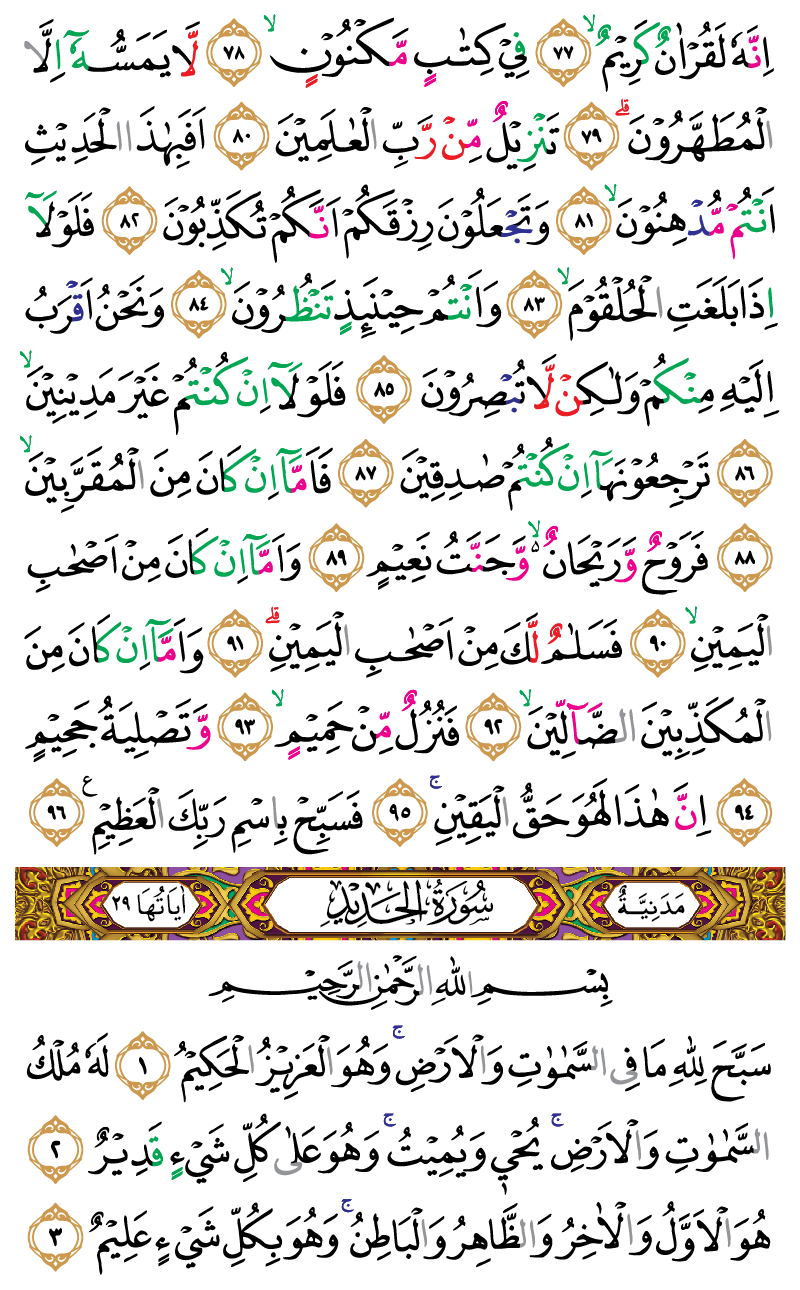 اِنَّهٗ لَقُرْاٰنٌ كَرِيْمٌ ۙ ﴿٧٧﴾ فِيْ كِتٰبٍ مَّكْنُوْنٍ ۙ ﴿٧٨﴾ لَّا يَمَسُّهٗٓ اِلَّا
الْمُطَهَّرُوْنَ ۗ ﴿٧٩﴾ تَنْزِيْلٌ مِّنْ رَّبِّ الْعٰلَمِيْنَ ﴿٨٠﴾ اَفَبِهٰذَا الْحَدِيْثِ
اَنْتُمْ مُّدْهِنُوْنَ ۙ ﴿٨١﴾ وَتَجْعَلُوْنَ رِزْقَكُمْ اَنَّكُمْ تُكَذِّبُوْنَ ﴿٨٢﴾ فَلَوْلَآ
اِذَا بَلَغَتِ الْحُلْقُوْمَ ۙ ﴿٨٣﴾ وَاَنْتُمْ حِيْنَئِذٍ تَنْظُرُوْنَ ۙ ﴿٨٤﴾ وَنَحْنُ اَقْرَبُ
اِلَيْهِ مِنْكُمْ وَلٰكِنْ لَّا تُبْصِرُوْنَ ﴿٨٥﴾ فَلَوْلَآ اِنْ كُنْتُمْ غَيْرَ مَدِيْنِيْنَ ۙ
﴿٨٦﴾ تَرْجِعُوْنَهَآ اِنْ كُنْتُمْ صٰدِقِيْنَ ﴿٨٧﴾ فَاَمَّآ اِنْ كَانَ مِنَ الْمُقَرَّبِيْنَ ۙ
﴿٨٨﴾ فَرَوْحٌ وَّرَيْحَانٌ ەۙ وَّجَنَّتُ نَعِيْمٍ ﴿٨٩﴾ وَاَمَّآ اِنْ كَانَ مِنْ اَصْحٰبِ
الْيَمِيْنِ ۙ ﴿٩٠﴾ فَسَلٰمٌ لَّكَ مِنْ اَصْحٰبِ الْيَمِيْنِ ۗ ﴿٩١﴾ وَاَمَّآ اِنْ كَانَ مِنَ
الْمُكَذِّبِيْنَ الضَّآلِّيْنَ ۙ ﴿٩٢﴾ فَنُزُلٌ مِّنْ حَمِيْمٍ ۙ ﴿٩٣﴾ وَّتَصْلِيَةُ جَحِيْمٍ
﴿٩٤﴾ اِنَّ هٰذَا لَهُوَ حَقُّ الْيَقِيْنِ ۚ ﴿٩٥﴾ فَسَبِّحْ بِاسْمِ رَبِّكَ الْعَظِيْمِ ع ﴿٩٦﴾
مَدَنِيَّةٌ سُوْرَةُ الْحَدِيْدِ اٰيَاتُهَا ٢٩
بِسْمِ اللّٰهِ الرَّحْمٰنِ الرَّحِيْمِ
سَبَّحَ لِلّٰهِ مَا فِى السَّمٰوٰتِ وَالْاَرْضِ ۚ وَهُوَ الْعَزِيْزُ الْحَكِيْمُ ﴿١﴾ لَهٗ مُلْكُ
السَّمٰوٰتِ وَالْاَرْضِ ۚ يُحْيٖ وَيُمِيْتُ ۚ وَهُوَ عَلٰى كُلِّ شَيْءٍ قَدِيْرٌ ﴿٢﴾
هُوَ الْاَوَّلُ وَالْاٰخِرُ وَالظَّاهِرُ وَالْبَاطِنُ ۚ وَهُوَ بِكُلِّ شَيْءٍ عَلِيْمٌ ﴿٣﴾